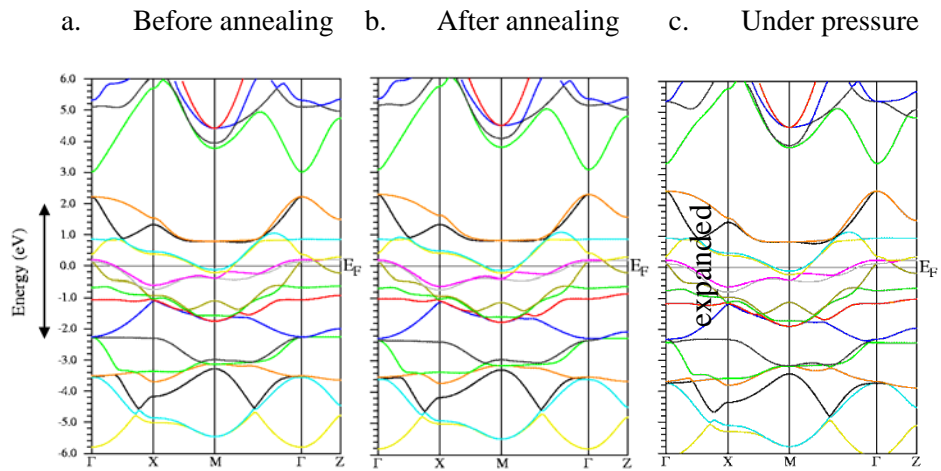 a. Before annealing b. After annealing c. Under pressure
6.0
5.0
4.0
3.0
2.0
1.0
0.0
-1.0
-2.0
-3.0
-4.0
-5.0
-6.0
Energy (eV)
E_F E_F E_F
expanded
Γ X M Γ Z Γ X M Γ Z Γ X M Γ Z